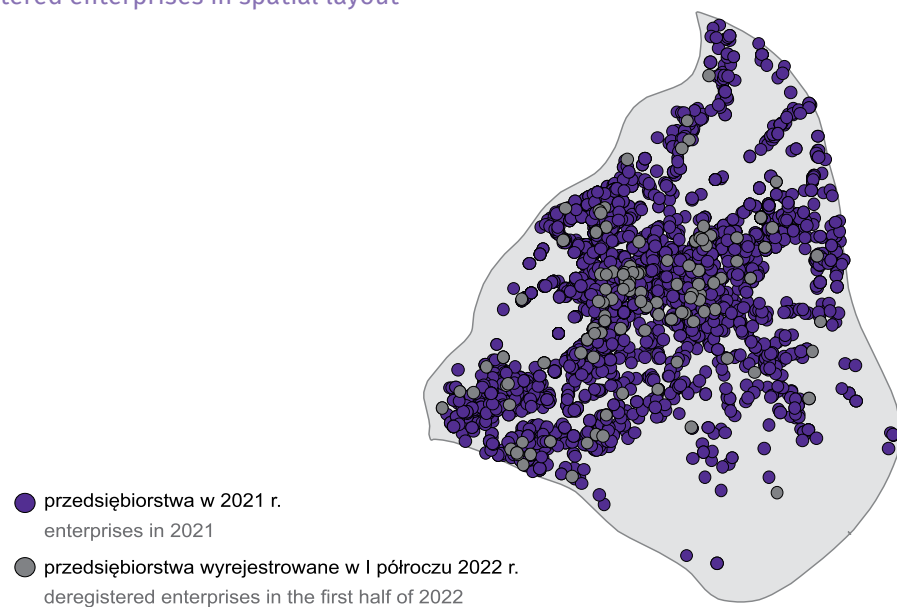 tered enterprises in spatial layout
przedsiębiorstwa w 2021 r.
enterprises in 2021
przedsiębiorstwa wyrejestrowane w I półroczu 2022 r.
deregistered enterprises in the first half of 2022